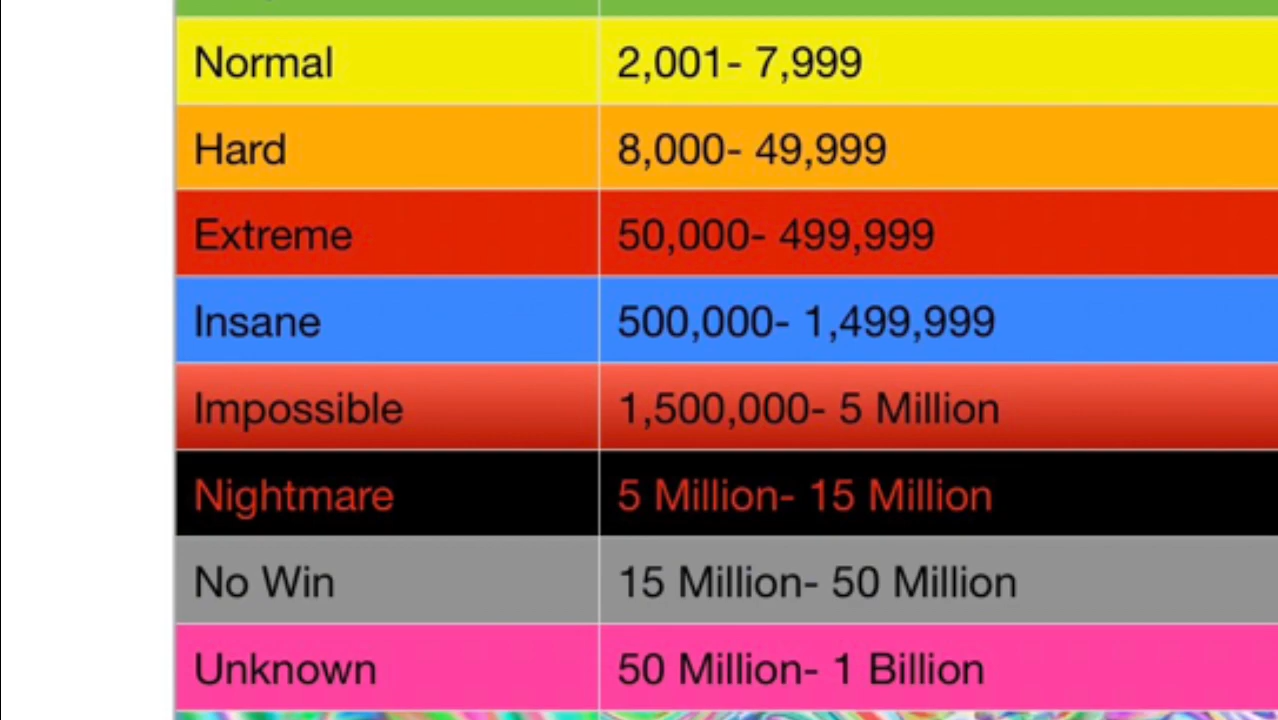 Normal 2,001- 7,999
Hard 8,000- 49,999
Extreme 50,000- 499,999
Insane 500,000- 1,499,999
Impossible 1,500,000- 5 Million
Nightmare 5 Million- 15 Million
No Win 15 Million- 50 Million
Unknown 50 Million- 1 Billion